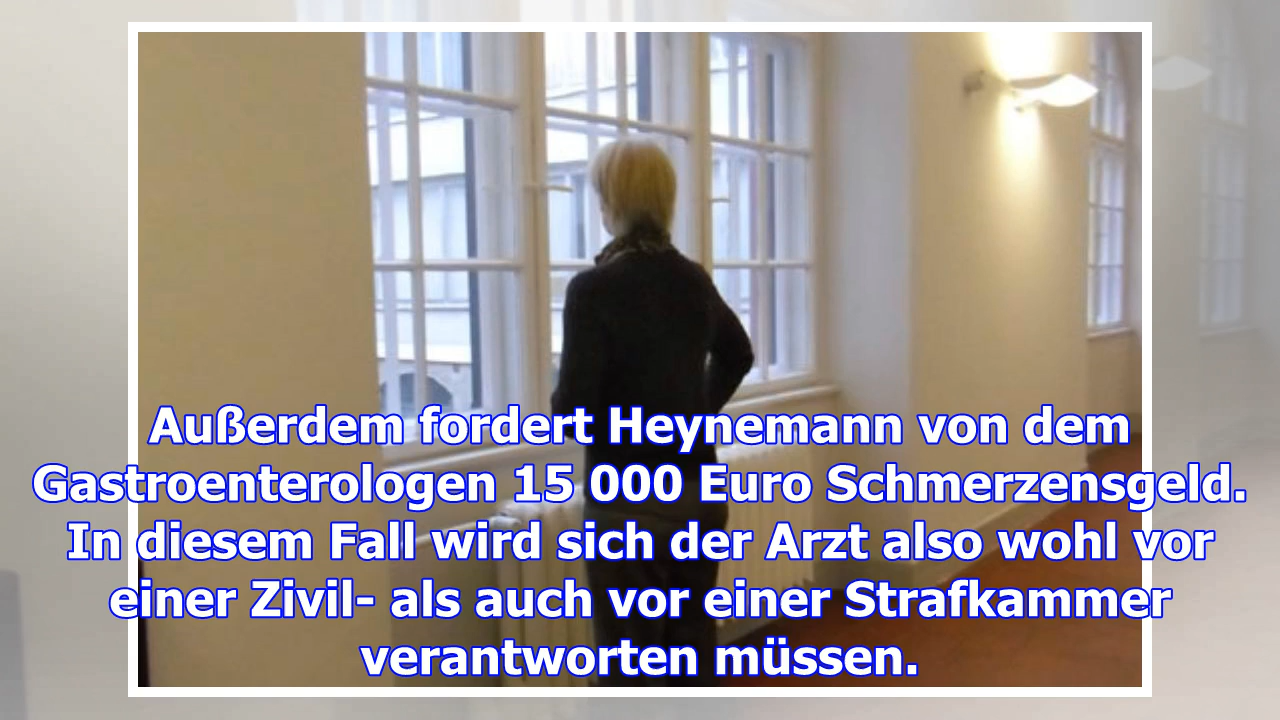 Außerdem fordert Heynemann von dem
Gastroenterologen 15 000 Euro Schmerzensgeld.
In diesem Fall wird sich der Arzt also wohl vor
einer Zivil- als auch vor einer Strafkammer
verantworten müssen.